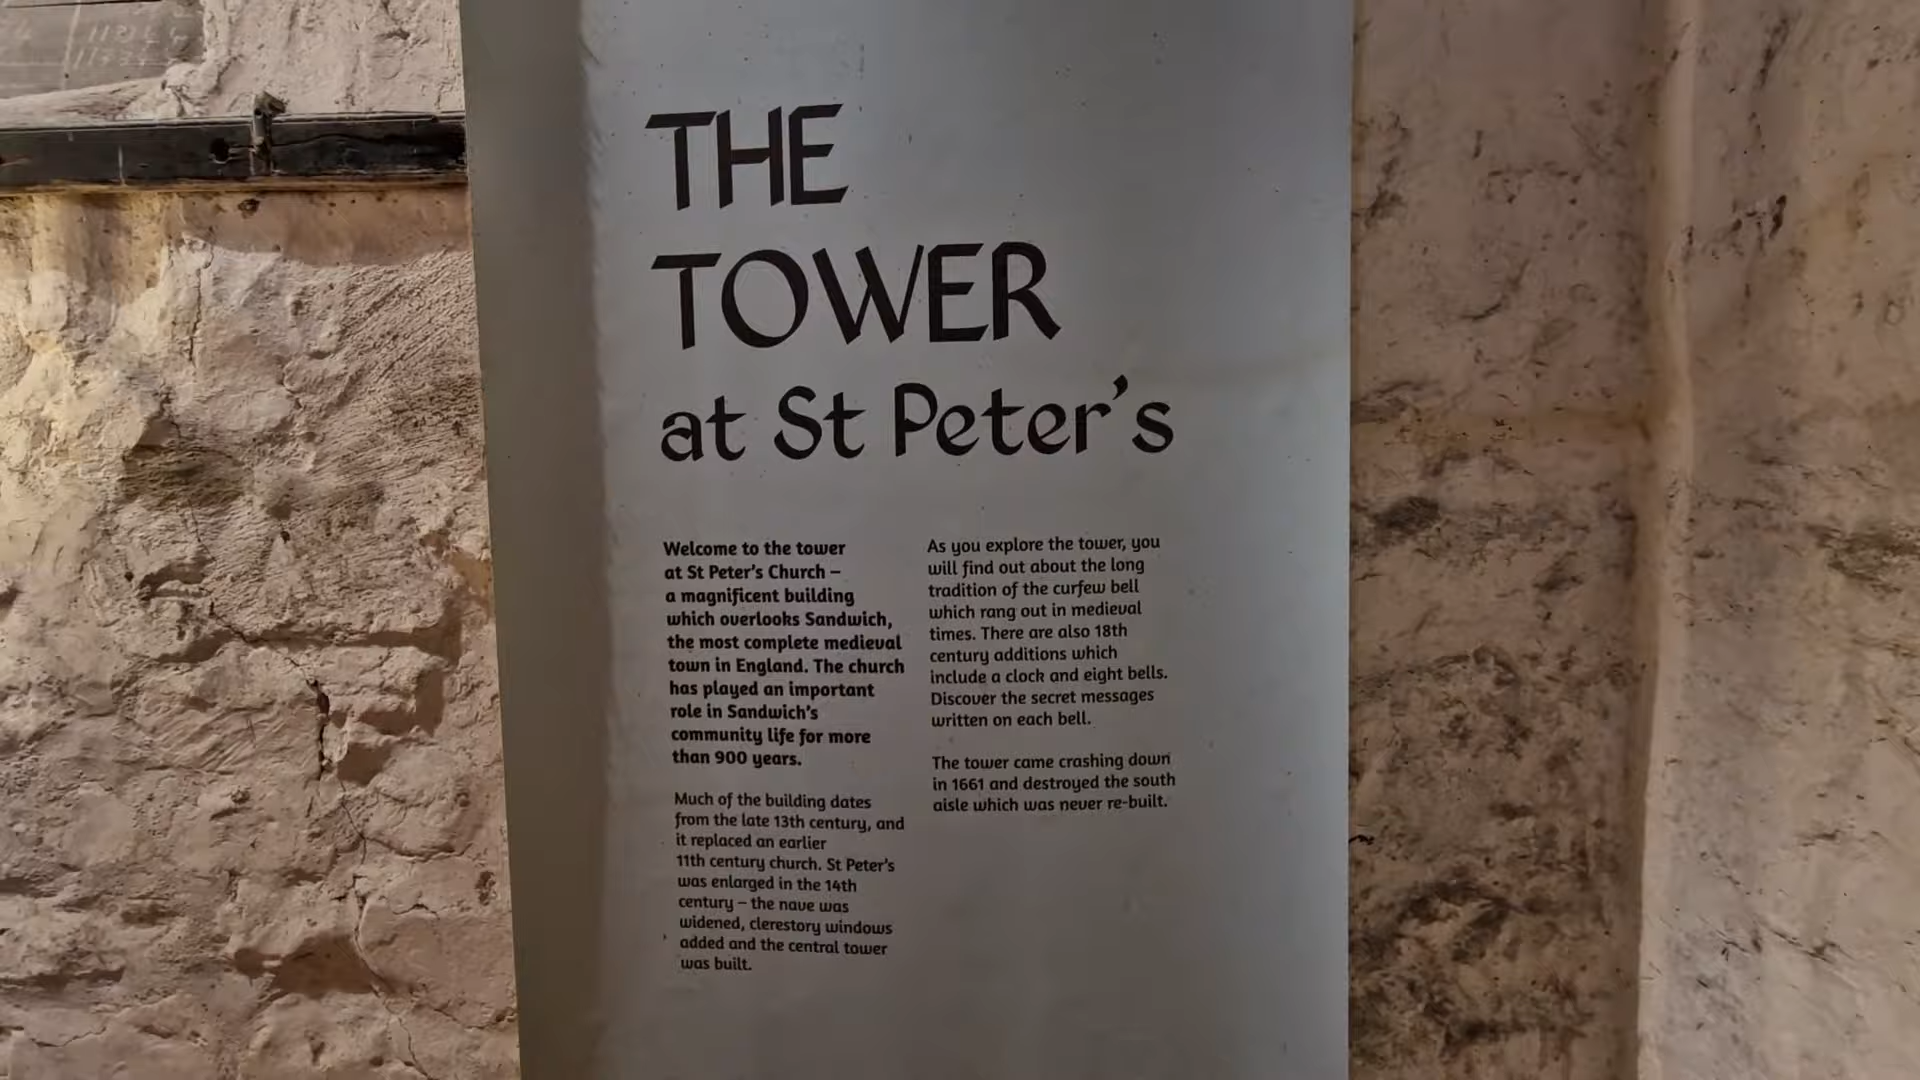 THE
TOWER
at St Peter's
Welcome to the tower
at St Peter's Church –
a magnificent building
which overlooks Sandwich,
the most complete medieval
town in England. The church
has played an important
role in Sandwich's
community life for more
than 900 years.
Much of the building dates
from the late 13th century, and
it replaced an earlier
11th century church. St Peter's
was enlarged in the 14th
century – the nave was
widened, clerestory windows
added and the central tower
was built.
As you explore the tower, you
will find out about the long
tradition of the curfew bell
which rang out in medieval
times. There are also 18th
century additions which
include a clock and eight bells.
Discover the secret messages
written on each bell.
The tower came crashing down
in 1661 and destroyed the south
aisle which was never re-built.